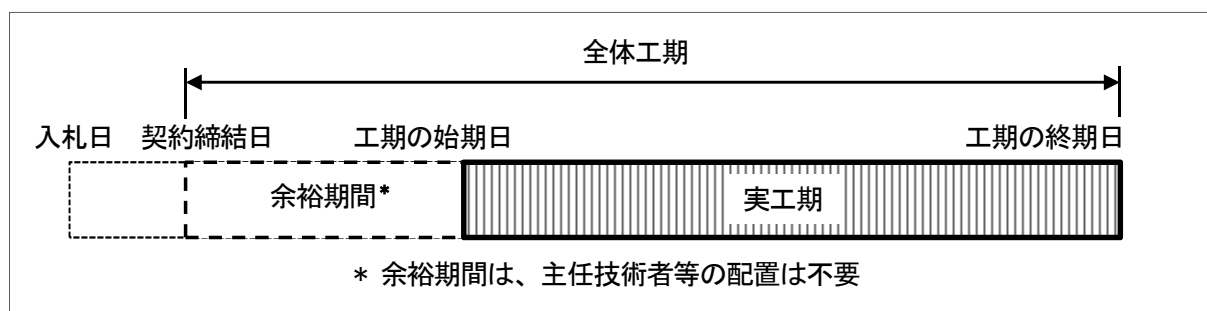 全体工期
入札日 契約締結日 工期の始期日 工期の終期日
余裕期間* 実工期
* 余裕期間は、主任技術者等の配置は不要